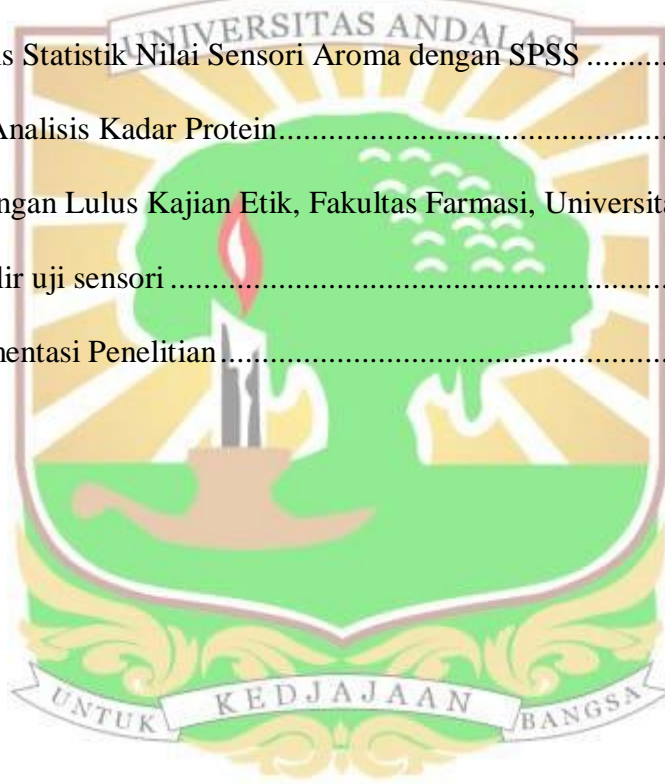 UNIVERSITAS ANDALAS
s Statistik Nilai Sensori Aroma dengan SPSS ..........
Analisis Kadar Protein..................................................
ngan Lulus Kajian Etik, Fakultas Farmasi, Universita
lir uji sensori ..................................................................
mentasi Penelitian..........................................................
UNTUK KEDJAJAAN BANGSA